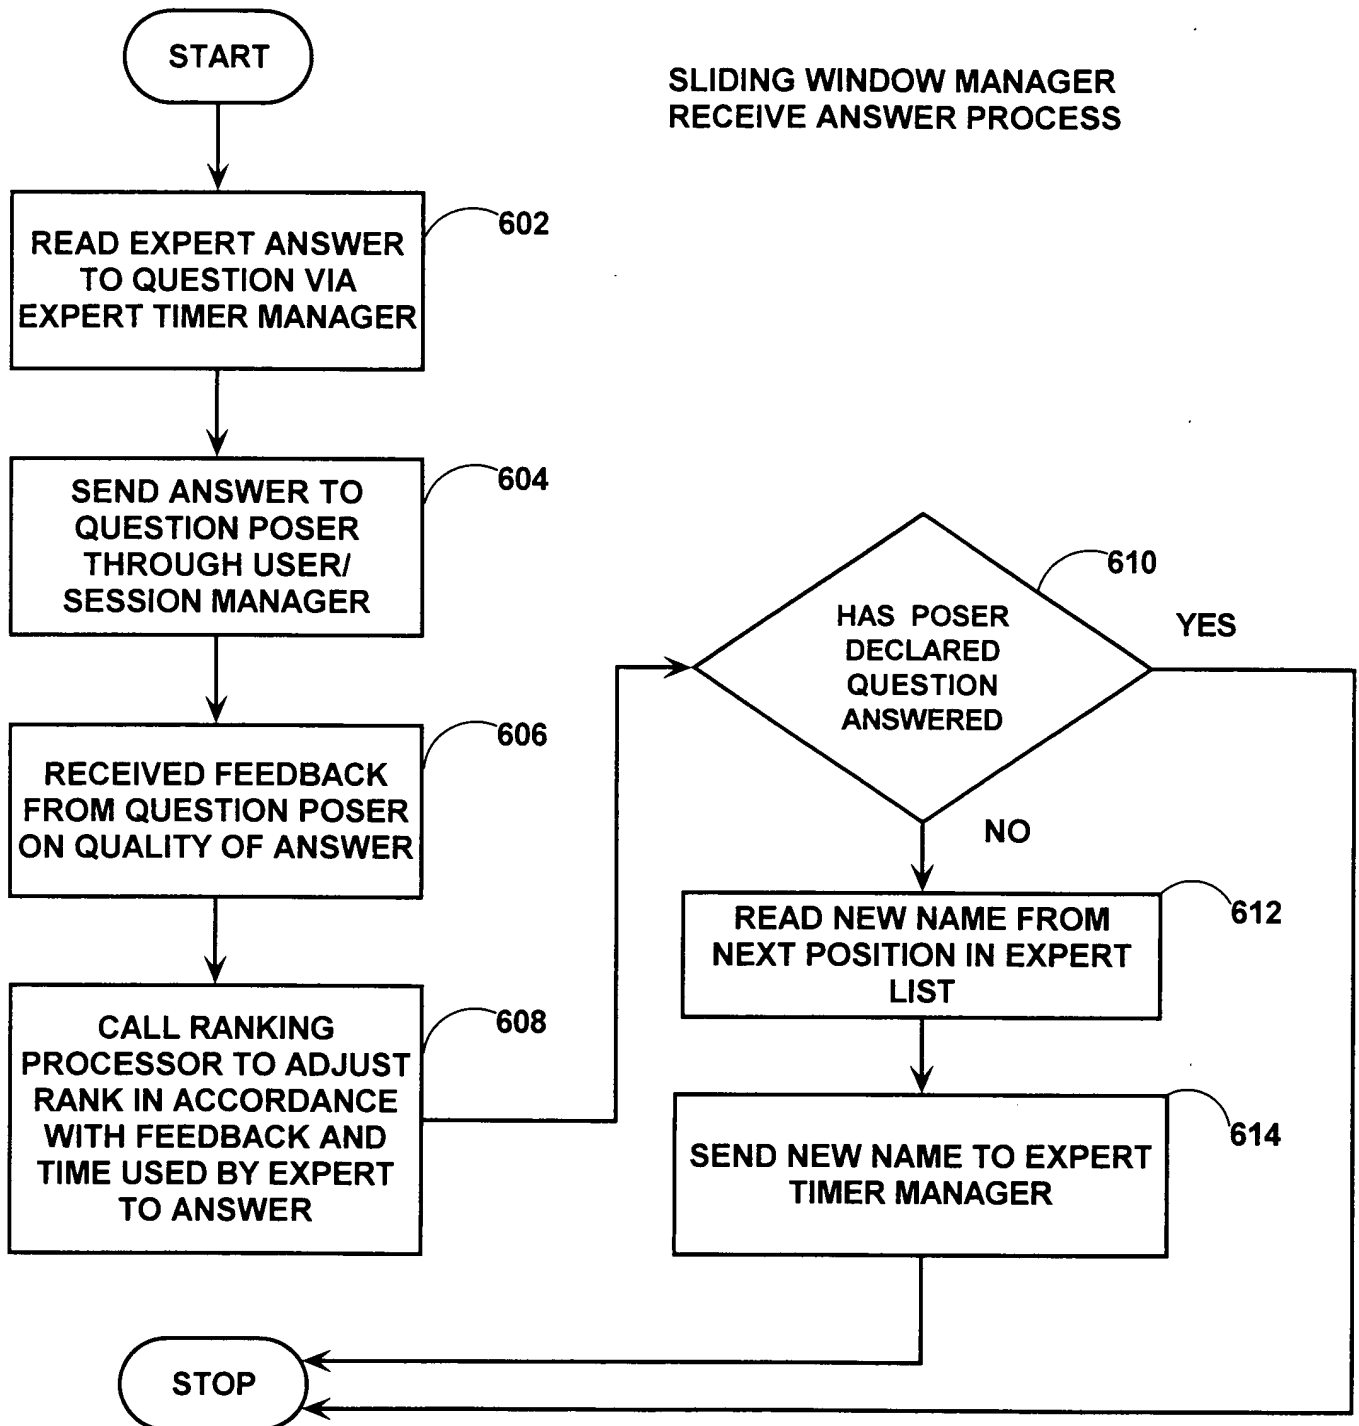 START
SLIDING WINDOW MANAGER
RECEIVE ANSWER PROCESS
602
READ EXPERT ANSWER
TO QUESTION VIA
EXPERT TIMER MANAGER
604
SEND ANSWER TO
QUESTION POSER
THROUGH USER/
SESSION MANAGER
606
RECEIVED FEEDBACK
FROM QUESTION POSER
ON QUALITY OF ANSWER
608
CALL RANKING
PROCESSOR TO ADJUST
RANK IN ACCORDANCE
WITH FEEDBACK AND
TIME USED BY EXPERT
TO ANSWER
610
HAS POSER
DECLARED
QUESTION
ANSWERED
YES
NO
612
READ NEW NAME FROM
NEXT POSITION IN EXPERT
LIST
614
SEND NEW NAME TO EXPERT
TIMER MANAGER
STOP